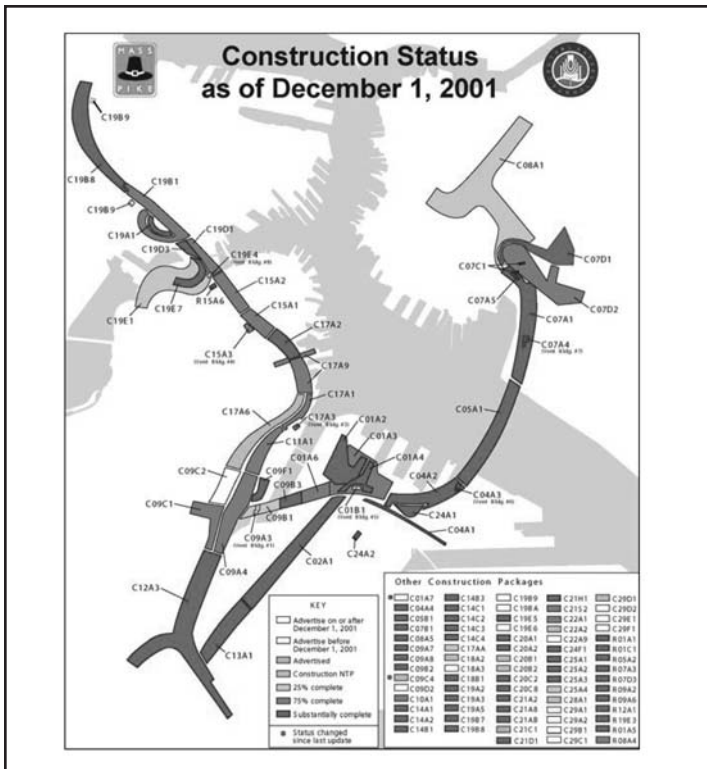 MASS
PIKE
Construction Status
as of December 1, 2001
C19B9
C08A1
C19B8
C19B1
C19B9
C19A1
C19D1
C19D3
C19E4
C07D1
C07C1
C15A2
R15A6
C07A5
C19E1
C19E7
C15A1
C07D2
C07A1
C17A2
C07A4
C15A3
C17A9
C17A1
C05A1
C17A6
C17A3
C01A2
C11A1
C01A3
C01A6
C01A4
C09C2
C09F1
C09B3
C04A2
C09C1
C04A3
C09B1
C01B1
C24A1
C09A3
C04A1
C09A4
C24A2
C02A1
C12A3
C13A1
KEY
Advertise on or after
December 1, 2001
Advertise before
December 1, 2001
Advertised
Construction NTP
25% complete
75% complete
Substantially complete
Status changed
since last update
Other Construction Packages
C01A7 C14B3 C19B9 C21H1 C29D1
C04A4 C14C1 C19BA C21S2 C29D2
C05B1 C14C2 C19E5 C22A1 C29E1
C07B1 C14C3 C19E6 C22A2 C29F1
C08A5 C14C4 C20A1 C22A9 R01A1
C09A7 C17AA C20A2 C24F1 R01C1
C09A8 C18A2 C20B1 C25A1 R05A2
C09B2 C18A3 C20B2 C25A3 R07A3
C09C4 C18B1 C20C2 C25A2 R07D3
C09D2 C19A2 C20C8 C25A4 R09A2
C10A1 C19A3 C21A2 C28A1 R09A6
C14A1 C19A5 C21A8 C29A1 R12A1
C14A2 C19B7 C21AB C29A2 R19E3
C14B1 C19B8 C21C1 C29B1 R01A5
C21D1 C29C1 R08A4